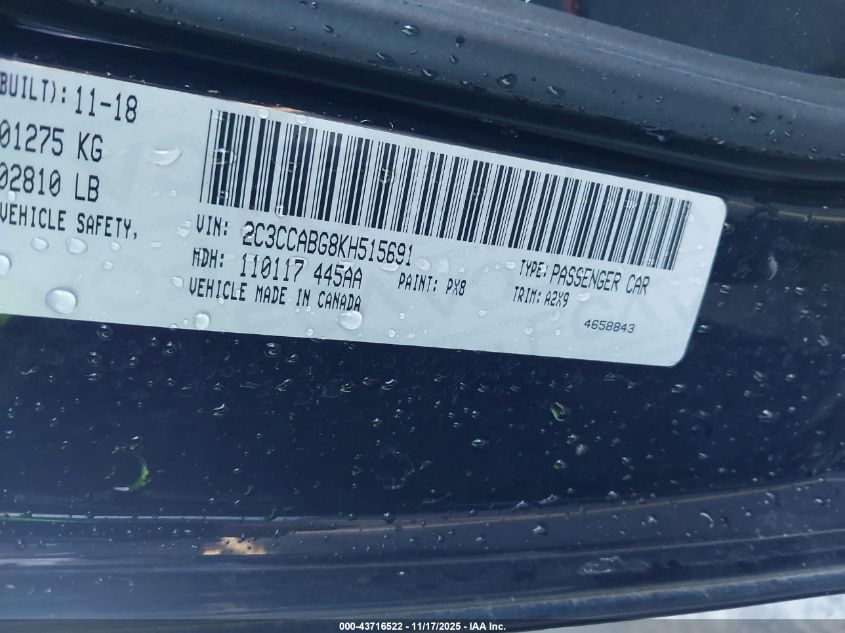 BUILT): 11-18
01275 KG
02810 LB
VEHICLE SAFETY,
VIN: 2C3CCABG8KH515691
MDH: 110117 445AA
PAINT: PX8
VEHICLE MADE IN CANADA
TYPE: PASSENGER CAR
TRIM: A2X9
4658843
000-43716522 - 11/17/2025 - IAA Inc.